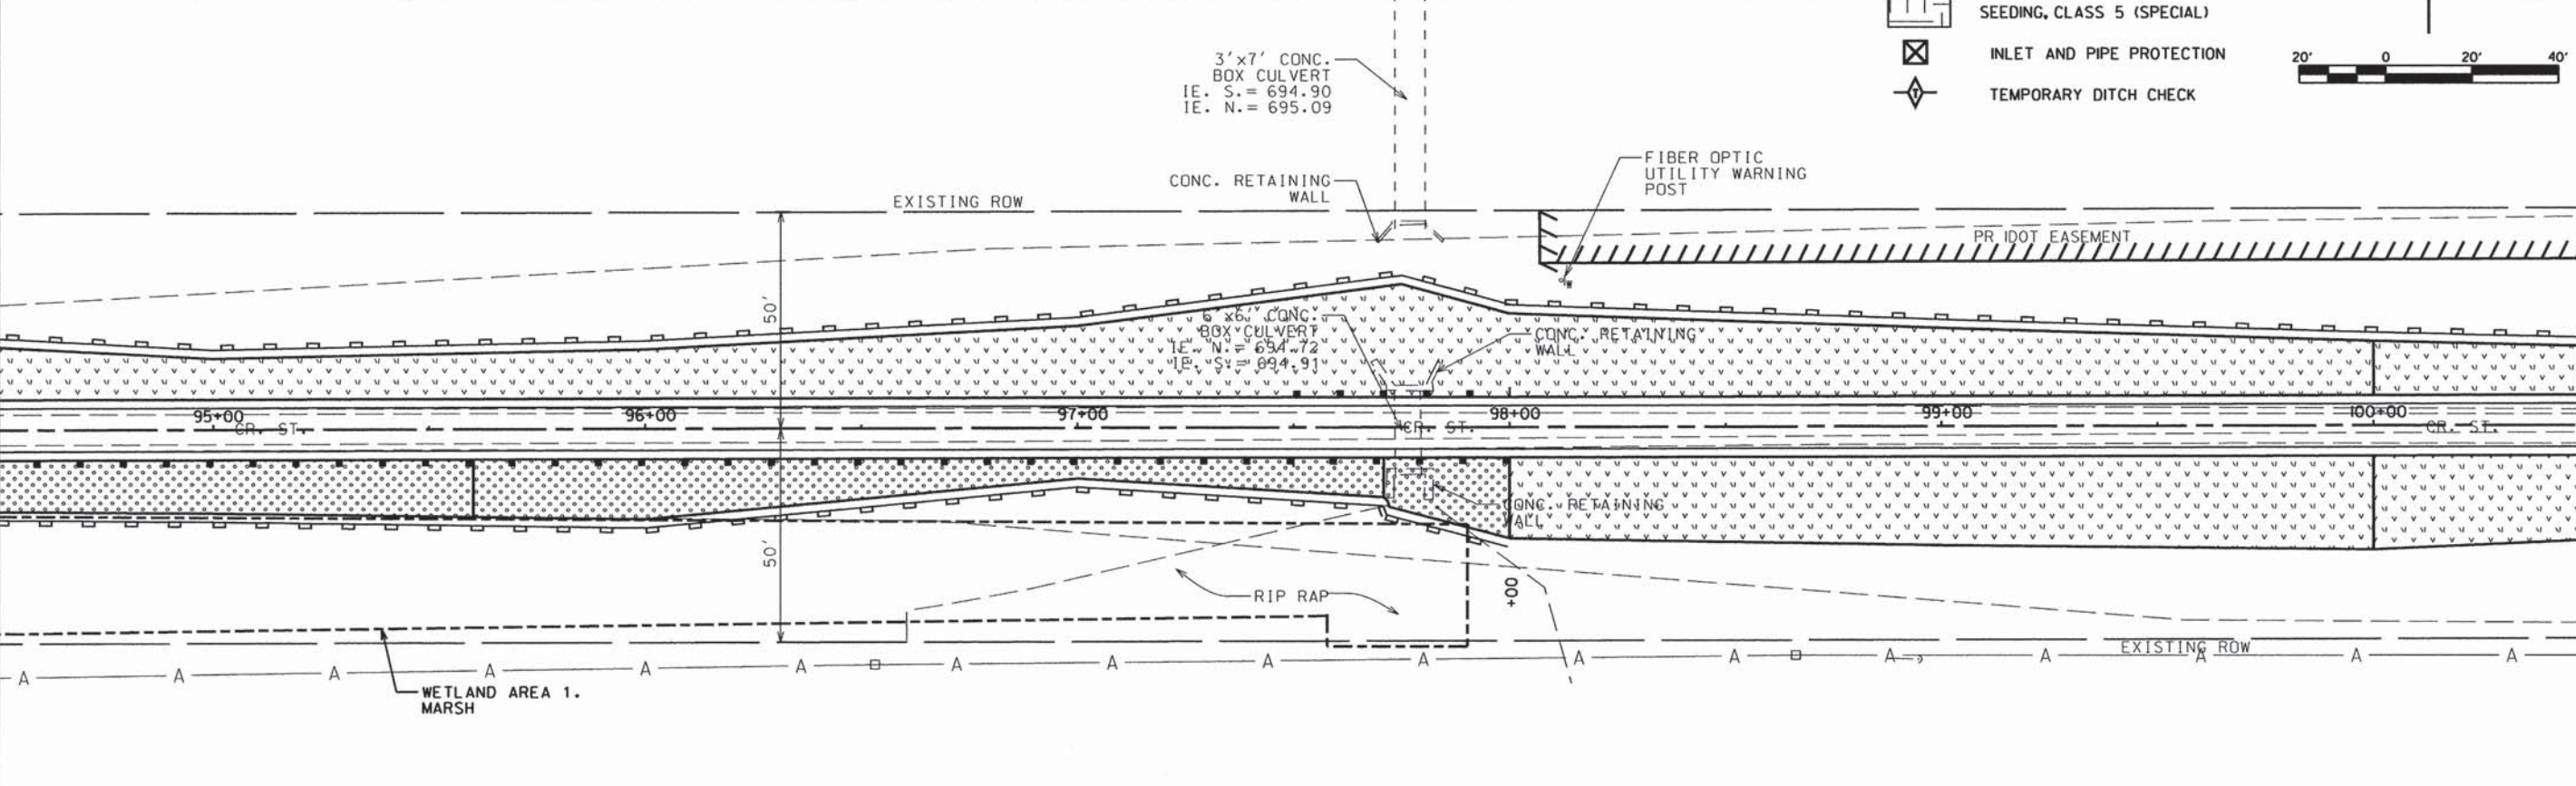 SEEDING, CLASS 5 (SPECIAL)
INLET AND PIPE PROTECTION
TEMPORARY DITCH CHECK
20' 0 20' 40'
3'x7' CONC.
BOX CULVERT
IE. S.= 694.90
IE. N.= 695.09
CONC. RETAINING
WALL
FIBER OPTIC
UTILITY WARNING
POST
EXISTING ROW
PR IDOT EASEMENT
50'
6'x6' CONC.
BOX CULVERT
IE. N.= 694.72
IE. S.= 694.91
CONC. RETAINING
WALL
95+00 96+00 97+00 98+00 99+00 100+00
CR. ST. CR. ST. CR. ST.
CONC. RETAINING
WALL
50'
RIP RAP
+00
EXISTING ROW
A A A A A A A A A A A A A A A A A
WETLAND AREA 1.
MARSH